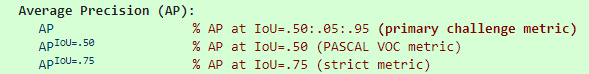 Average Precision (AP):
AP % AP at IoU=.50:.05:.95 (primary challenge metric)
AP^IoU=.50 % AP at IoU=.50 (PASCAL VOC metric)
AP^IoU=.75 % AP at IoU=.75 (strict metric)